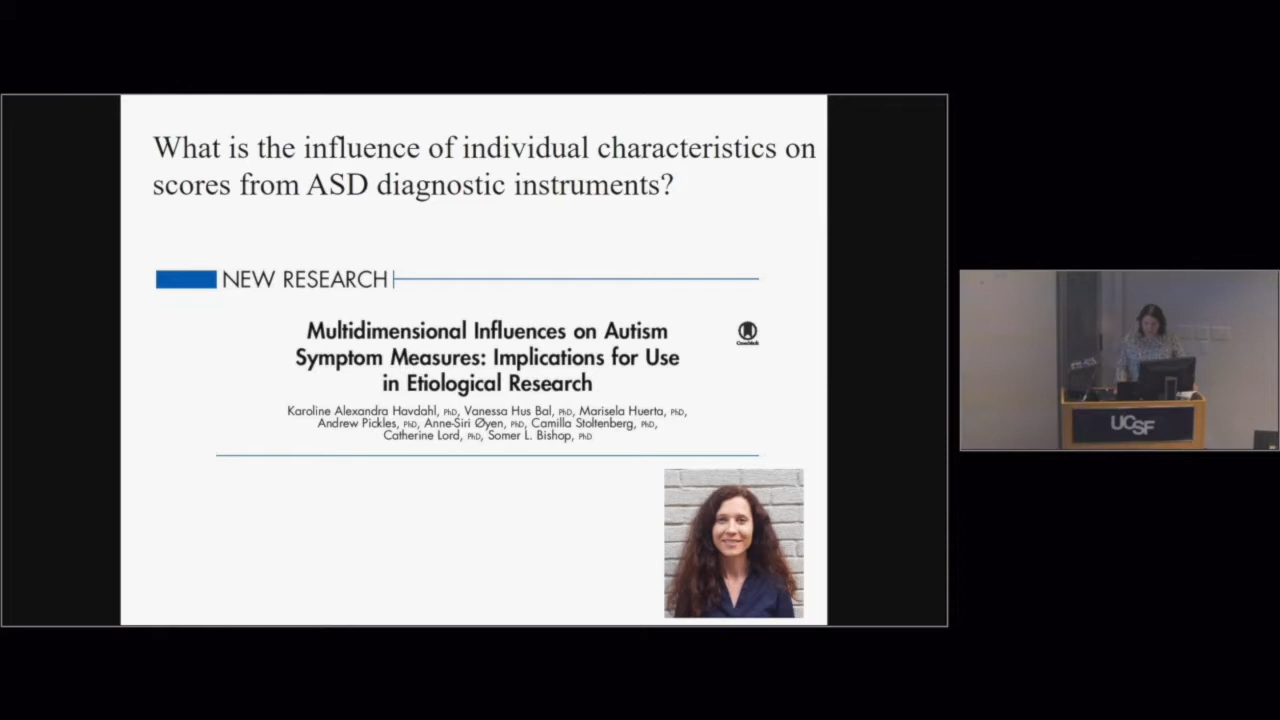 What is the influence of individual characteristics on
scores from ASD diagnostic instruments?
NEW RESEARCH
Multidimensional Influences on Autism
Symptom Measures: Implications for Use
in Etiological Research
Karoline Alexandra Havdahl, PhD, Vanessa Hus Bal, PhD, Marisela Huerta, PhD,
Andrew Pickles, PhD, Anne-Siri Øyen, PhD, Camilla Stoltenberg, PhD,
Catherine Lord, PhD, Somer L. Bishop, PhD
UCSF